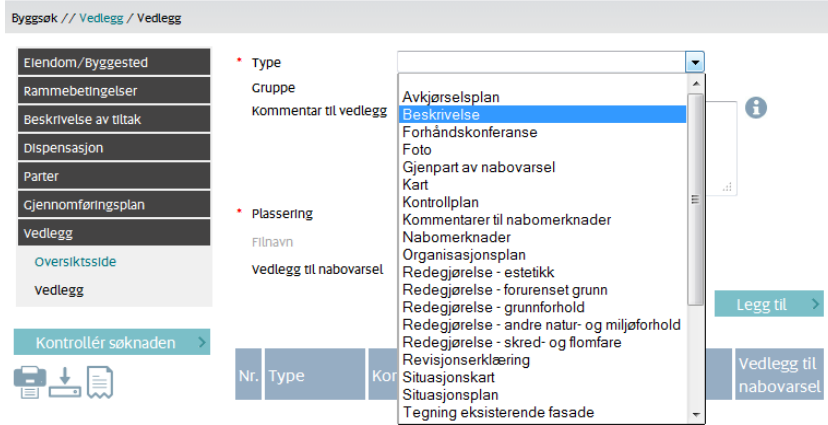 Byggsøk // Vedlegg / Vedlegg
Eiendom/Byggested
Rammebetingelser
Beskrivelse av tiltak
Dispensasjon
Parter
Gjennomføringsplan
Vedlegg
Oversiktsside
Vedlegg
Kontrollér søknaden >
* Type
Gruppe
Kommentar til vedlegg
* Plassering
Filnavn
Vedlegg til nabovarsel
Avkjørselsplan
Beskrivelse
Forhåndskonferanse
Foto
Gjenpart av nabovarsel
Kart
Kontrollplan
Kommentarer til nabomerknader
Nabomerknader
Organisasjonsplan
Redegjørelse - estetikk
Redegjørelse - forurenset grunn
Redegjørelse - grunnforhold
Redegjørelse - andre natur- og miljøforhold
Redegjørelse - skred- og flomfare
Revisjonserklæring
Situasjonskart
Situasjonsplan
Tegning eksisterende fasade
Legg til >
Nr. Type Kor
Vedlegg til
nabovarsel